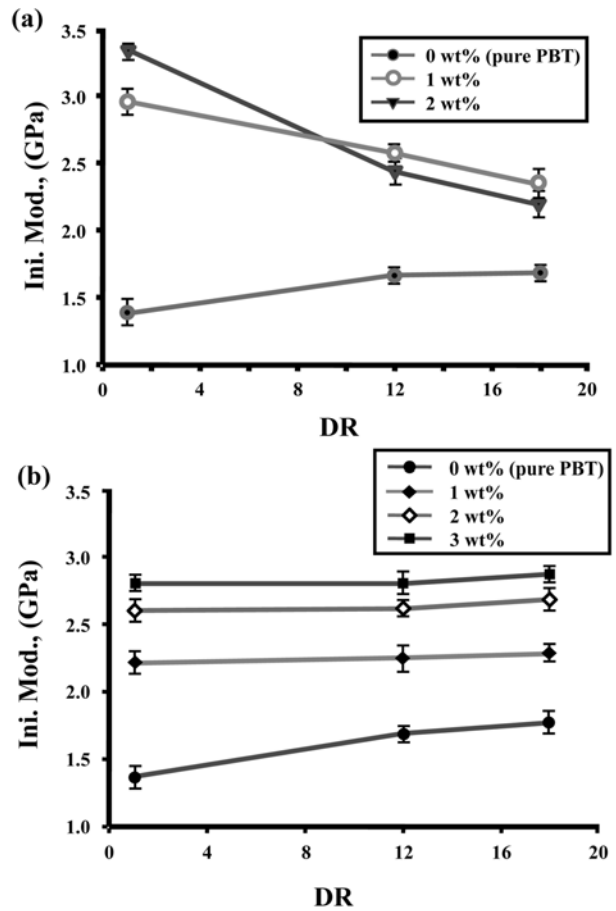 (a)
3.5
3.0
2.5
2.0
1.5
1.0
Ini. Mod., (GPa)
0 wt% (pure PBT)
1 wt%
2 wt%
0 4 8 12 16 20
DR
(b)
3.5
3.0
2.5
2.0
1.5
1.0
Ini. Mod., (GPa)
0 wt% (pure PBT)
1 wt%
2 wt%
3 wt%
0 4 8 12 16 20
DR